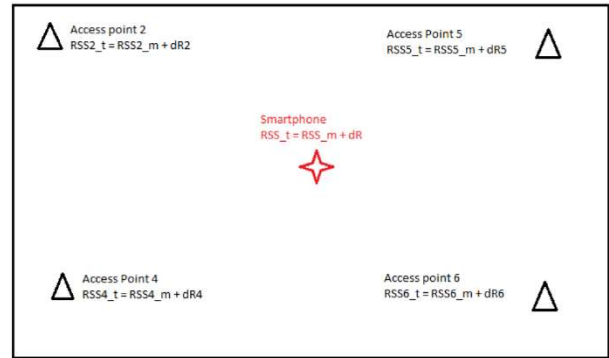 Access point 2
RSS2_t = RSS2_m + dR2
Access Point 5
RSS5_t = RSS5_m + dR5
Smartphone
RSS_t = RSS_m + dR
Access Point 4
RSS4_t = RSS4_m + dR4
Access point 6
RSS6_t = RSS6_m + dR6